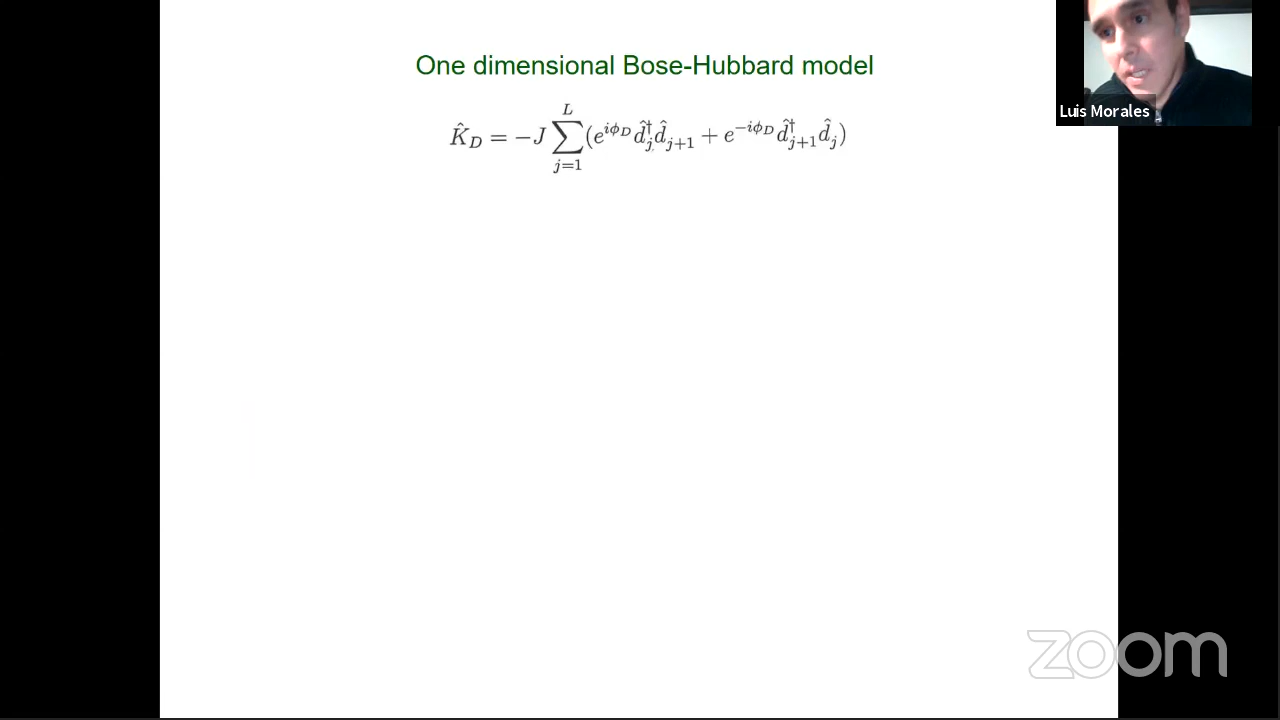 One dimensional Bose-Hubbard model
$\hat{K}_D = -J \sum_{j=1}^{L} (e^{i\phi_D} \hat{d}_j^\dagger \hat{d}_{j+1} + e^{-i\phi_D} \hat{d}_{j+1}^\dagger \hat{d}_j)$
Luis Morales
zoom